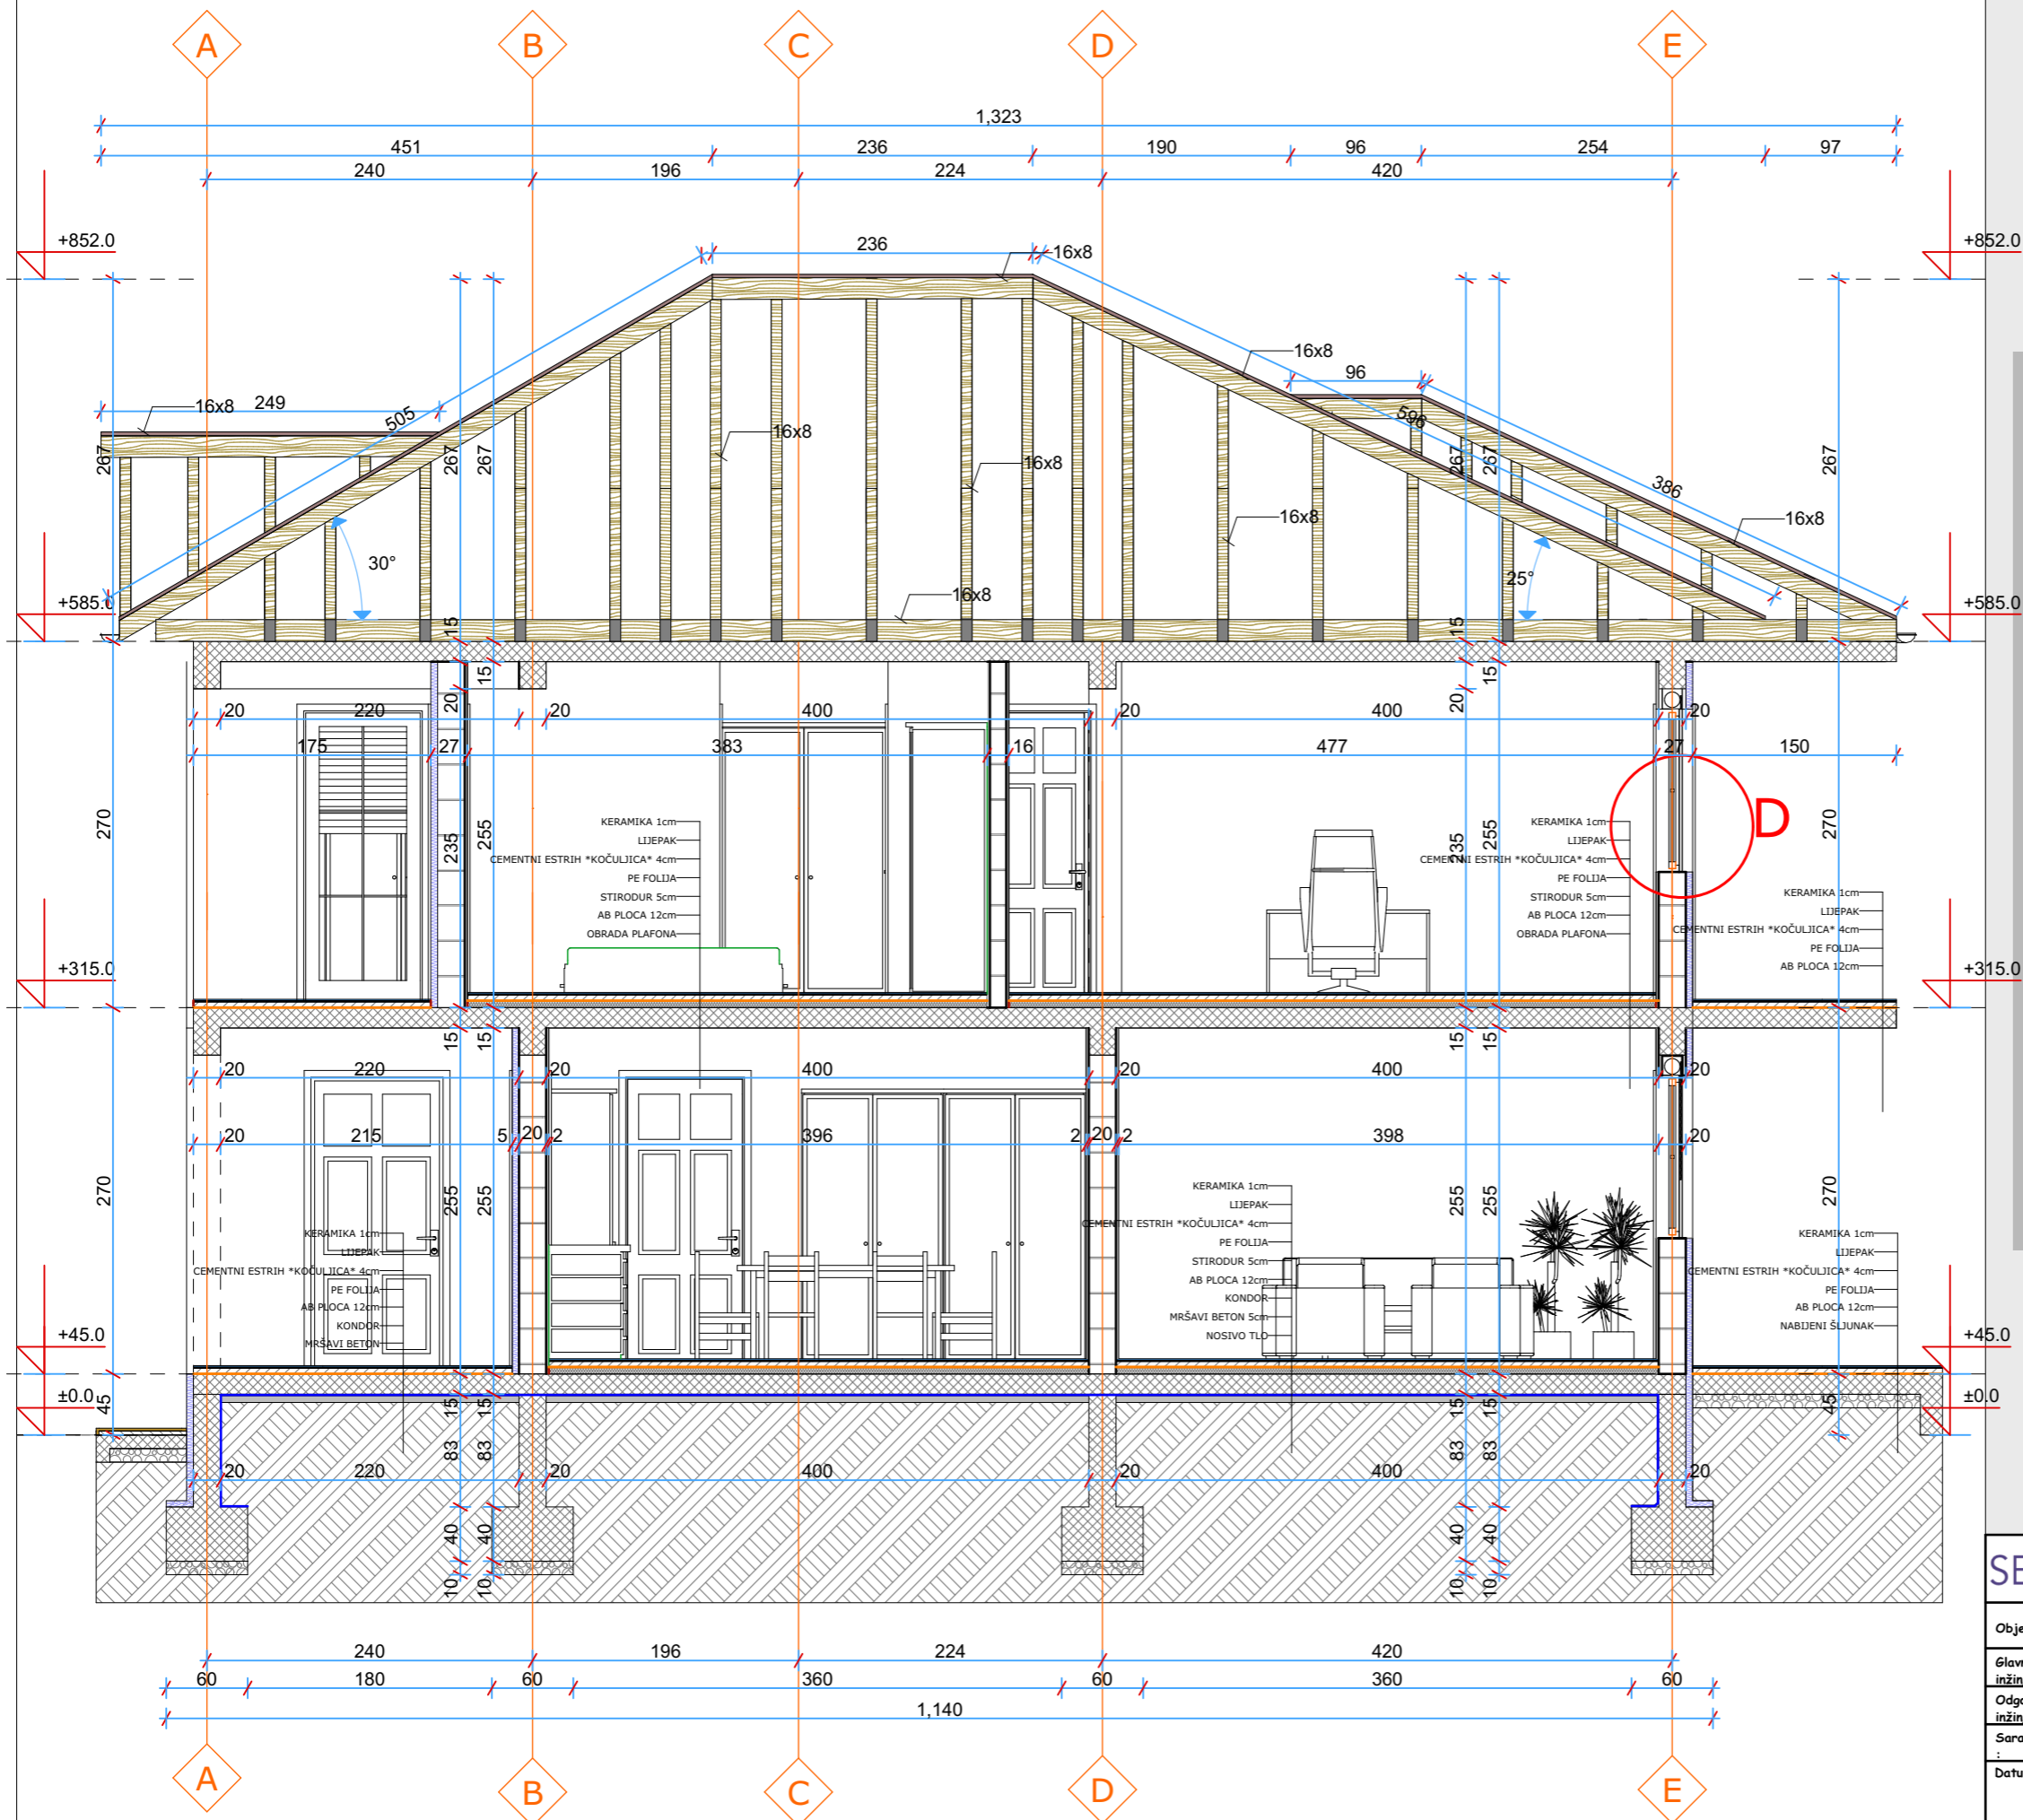 A B C D E
1,323
451 236 190 96 254 97
240 196 224 420
+852.0 236 16x8 +852.0
16x8
96
16x8 249 505 596
267 267 267 16x8 267 267 267
16x8
386
16x8 16x8
30° 25°
+585.0 16x8 +585.0
15 15
15 15
20 20
20 220 20 400 20 400 20
175 27 383 16 477 27 150
D
270 235 255 235 255 270
KERAMIKA 1cm
LIJEPAK
CEMENTNI ESTRIH *KOČULJICA* 4cm
PE FOLIJA
STIRODUR 5cm
AB PLOCA 12cm
OBRADA PLAFONA
KERAMIKA 1cm
LIJEPAK
CEMENTNI ESTRIH *KOČULJICA* 4cm
PE FOLIJA
STIRODUR 5cm
AB PLOCA 12cm
OBRADA PLAFONA
KERAMIKA 1cm
LIJEPAK
CEMENTNI ESTRIH *KOČULJICA* 4cm
PE FOLIJA
AB PLOCA 12cm
+315.0 +315.0
15 15 15 15
20 220 20 400 20 400 20
20 215 5 20 2 396 2 20 2 398 20
270 255 255 255 255 270
KERAMIKA 1cm
LIJEPAK
CEMENTNI ESTRIH *KOČULJICA* 4cm
PE FOLIJA
AB PLOCA 12cm
KONDOR
MRŠAVI BETON
KERAMIKA 1cm
LIJEPAK
CEMENTNI ESTRIH *KOČULJICA* 4cm
PE FOLIJA
STIRODUR 5cm
AB PLOCA 12cm
KONDOR
MRŠAVI BETON 5cm
NOSIVO TLO
KERAMIKA 1cm
LIJEPAK
CEMENTNI ESTRIH *KOČULJICA* 4cm
PE FOLIJA
AB PLOCA 12cm
NABIJENI ŠLJUNAK
+45.0 +45.0
±0.0 45 15 15 15 15 45 ±0.0
83 83 83 83
20 220 20 400 20 400 20
40 40 40 40
10 10 10 10
240 196 224 420
60 180 60 360 60 360 60
1,140
A B C D E
SE
Obje
Glavn
inžin
Odgo
inžin
Sara
:
Datu